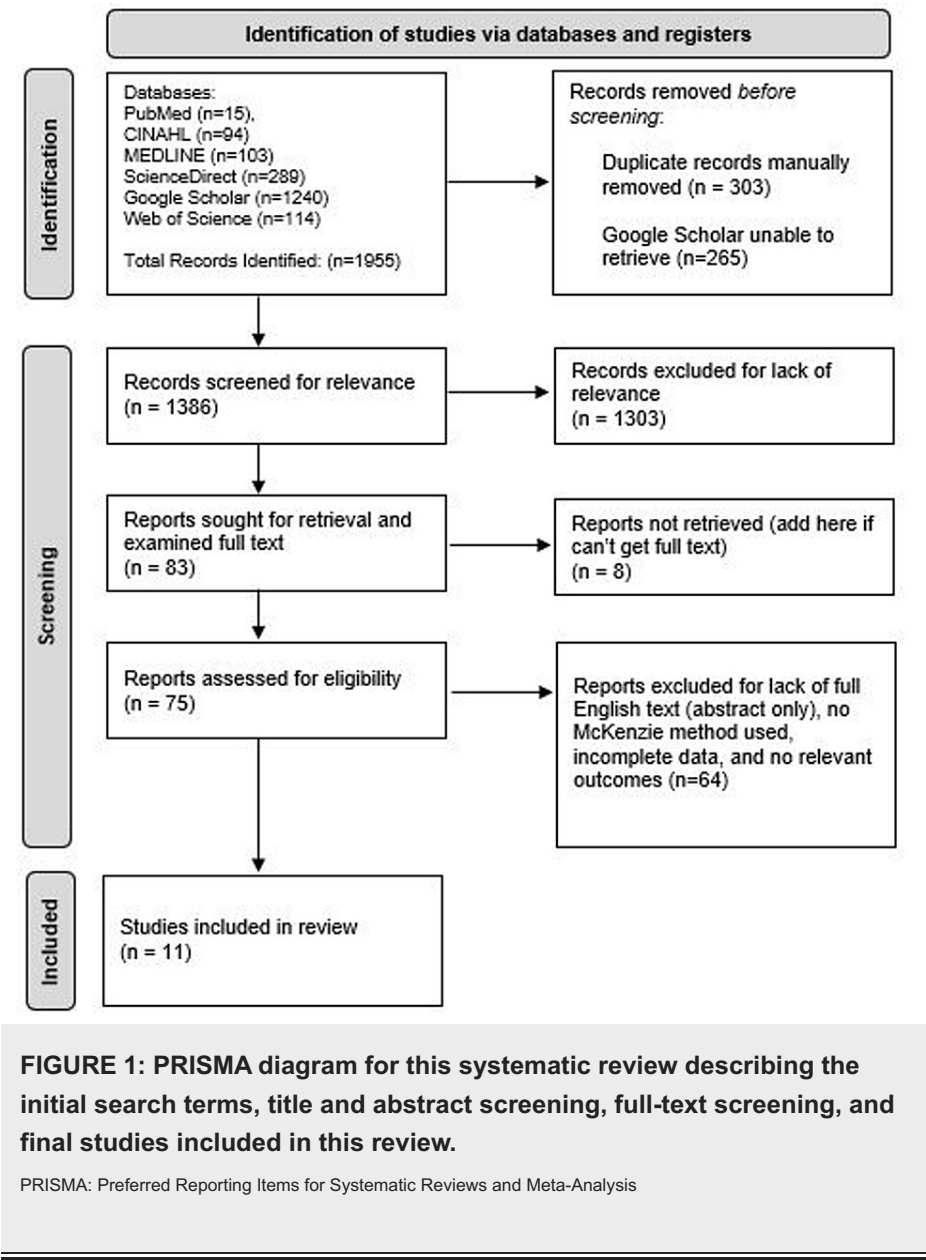 Identification of studies via databases and registers
Identification
Databases:
PubMed (n=15),
CINAHL (n=94)
MEDLINE (n=103)
ScienceDirect (n=289)
Google Scholar (n=1240)
Web of Science (n=114)
Total Records Identified: (n=1955)
Records removed before
screening:
Duplicate records manually
removed (n = 303)
Google Scholar unable to
retrieve (n=265)
Screening
Records screened for relevance
(n = 1386)
Records excluded for lack of
relevance
(n = 1303)
Reports sought for retrieval and
examined full text
(n = 83)
Reports not retrieved (add here if
can't get full text)
(n = 8)
Reports assessed for eligibility
(n = 75)
Reports excluded for lack of full
English text (abstract only), no
McKenzie method used,
incomplete data, and no relevant
outcomes (n=64)
Included
Studies included in review
(n = 11)
FIGURE 1: PRISMA diagram for this systematic review describing the
initial search terms, title and abstract screening, full-text screening, and
final studies included in this review.
PRISMA: Preferred Reporting Items for Systematic Reviews and Meta-Analysis